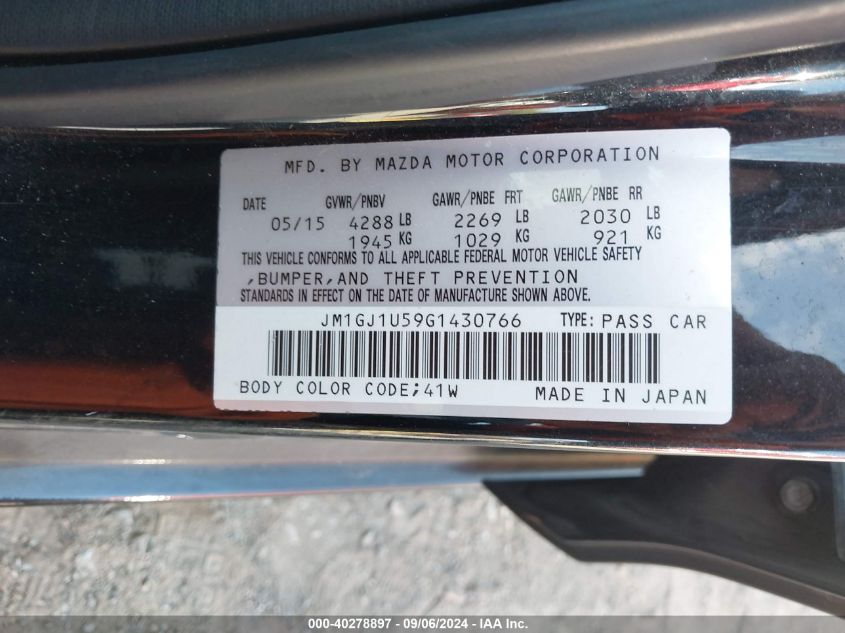 MFD. BY MAZDA MOTOR CORPORATION
DATE GVWR/PNBV GAWR/PNBE FRT GAWR/PNBE RR
05/15 4288 LB 2269 LB 2030 LB
1945 KG 1029 KG 921 KG
THIS VEHICLE CONFORMS TO ALL APPLICABLE FEDERAL MOTOR VEHICLE SAFETY
,BUMPER,AND THEFT PREVENTION
STANDARDS IN EFFECT ON THE DATE OF MANUFACTURE SHOWN ABOVE.
JM1GJ1U59G1430766 TYPE: PASS CAR
BODY COLOR CODE;41W MADE IN JAPAN
000-40278897 - 09/06/2024 - IAA Inc.